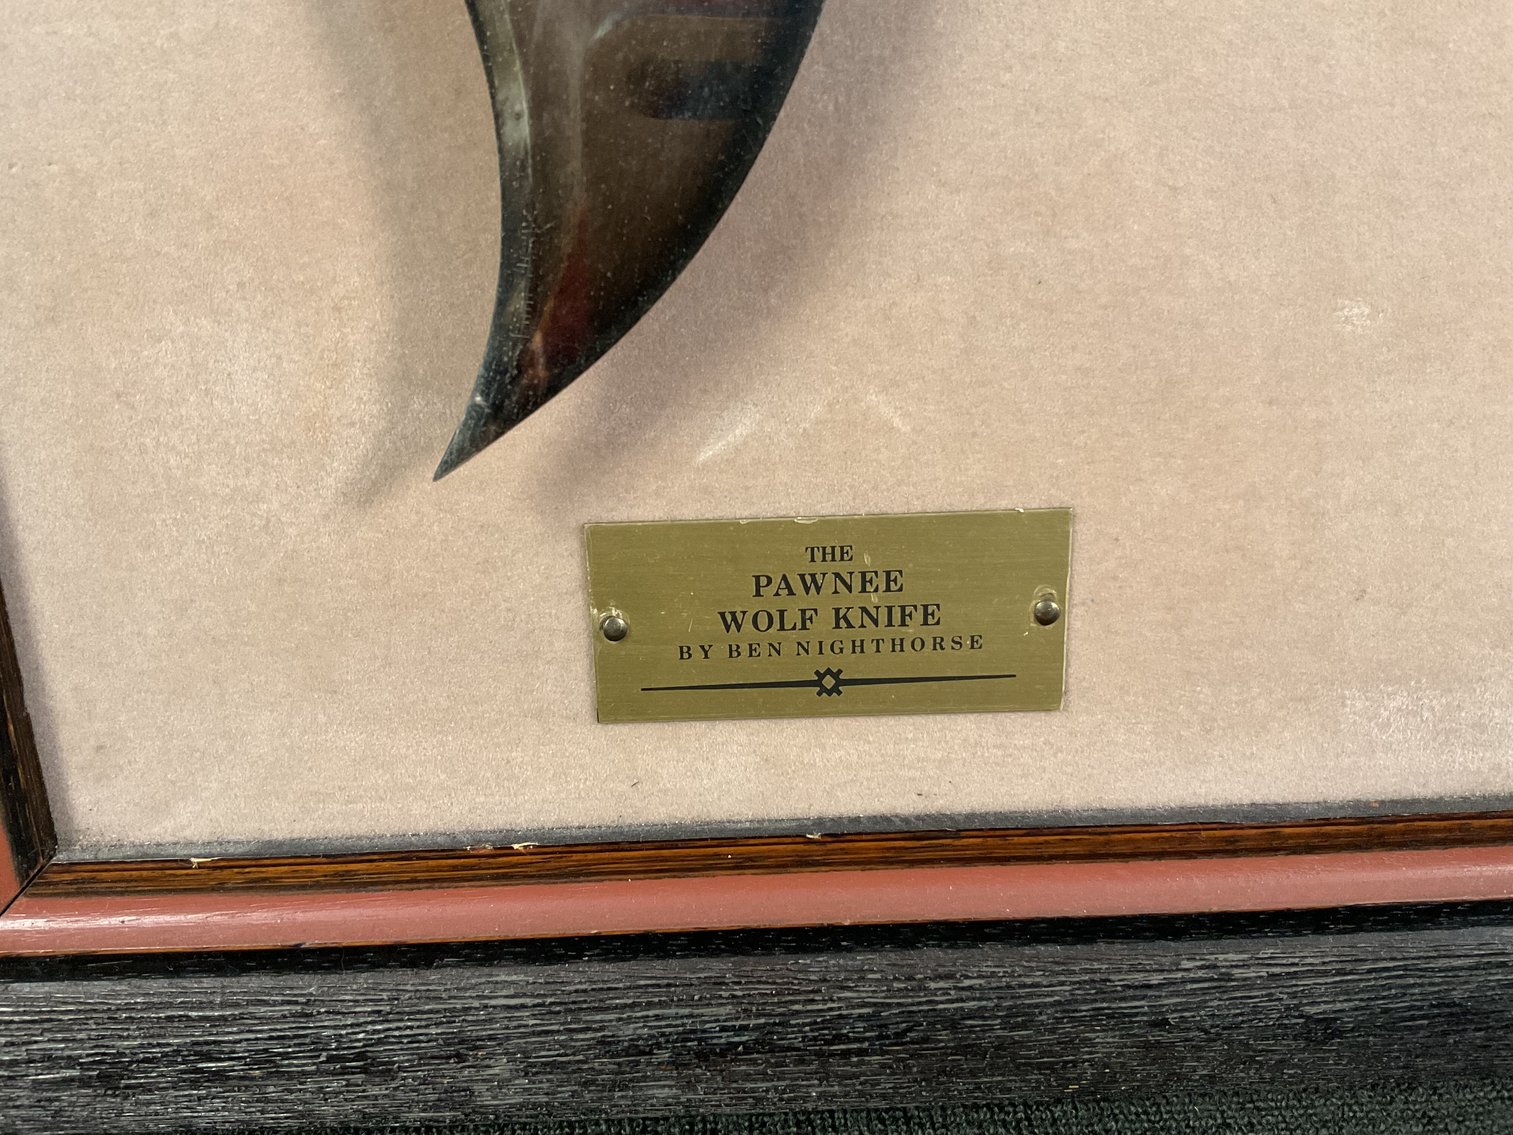 THE
PAWNEE
WOLF KNIFE
BY BEN NIGHTHORSE